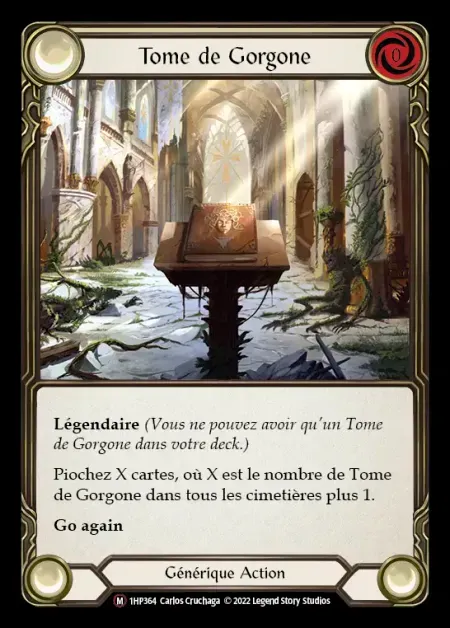 Tome de Gorgone
0
Légendaire (Vous ne pouvez avoir qu'un Tome
de Gorgone dans votre deck.)
Piochez X cartes, où X est le nombre de Tome
de Gorgone dans tous les cimetières plus 1.
Go again
Générique Action
M 1HP364 Carlos Cruchaga © 2022 Legend Story Studios